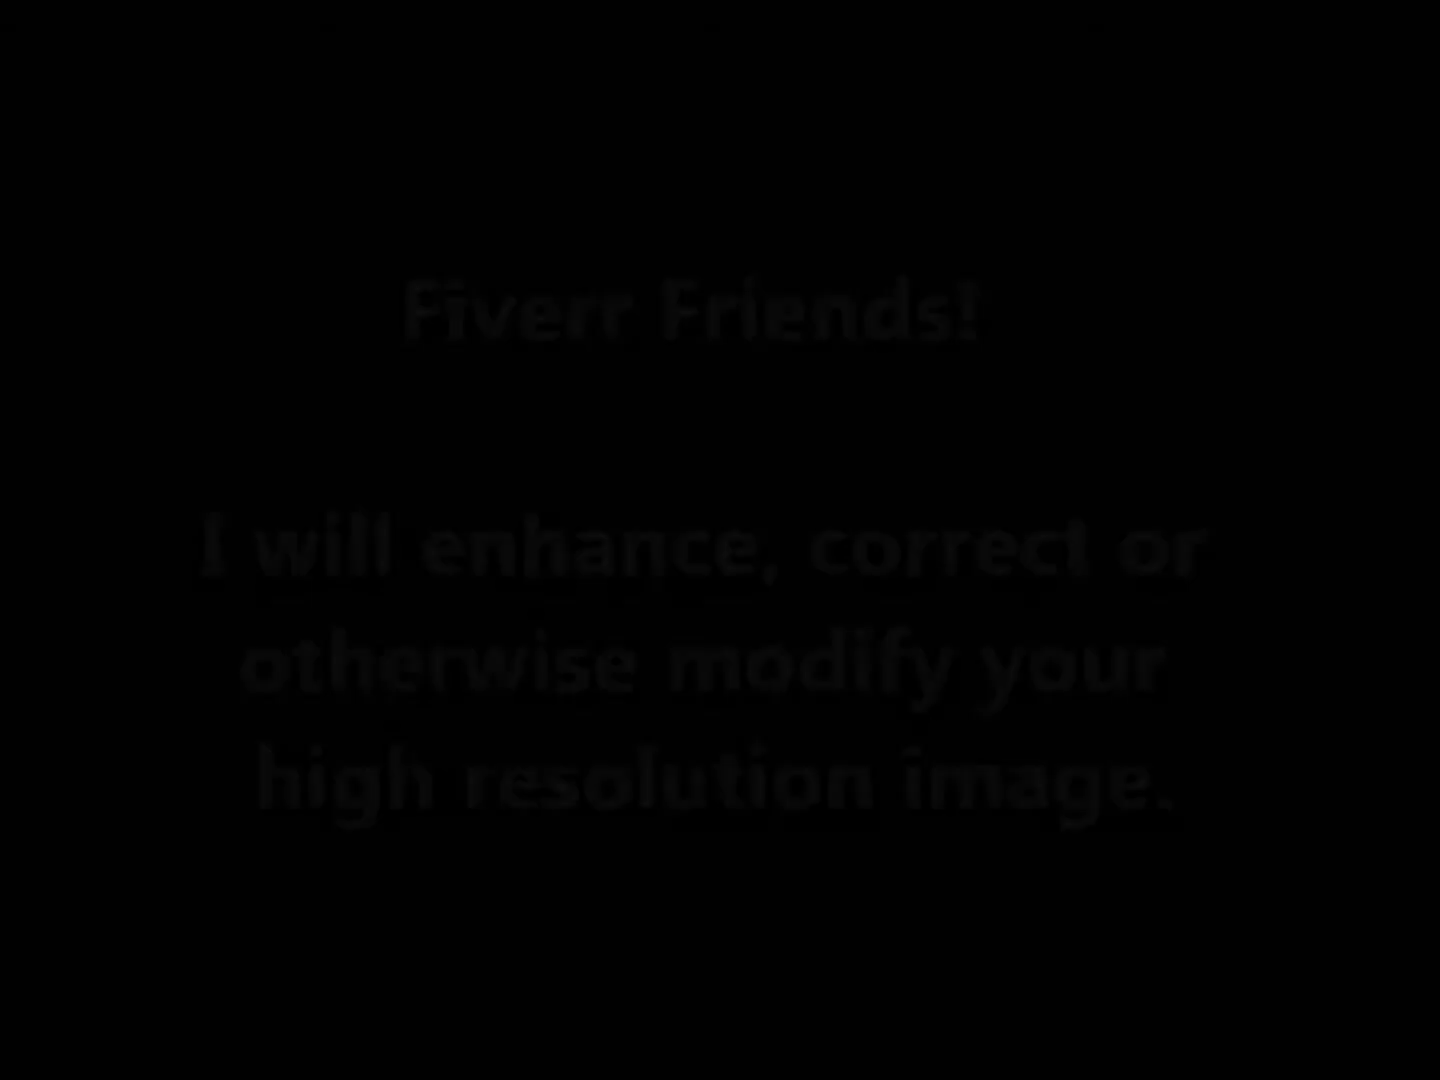 Fiverr Friends!
I will enhance, correct or
otherwise modify your
high resolution image.